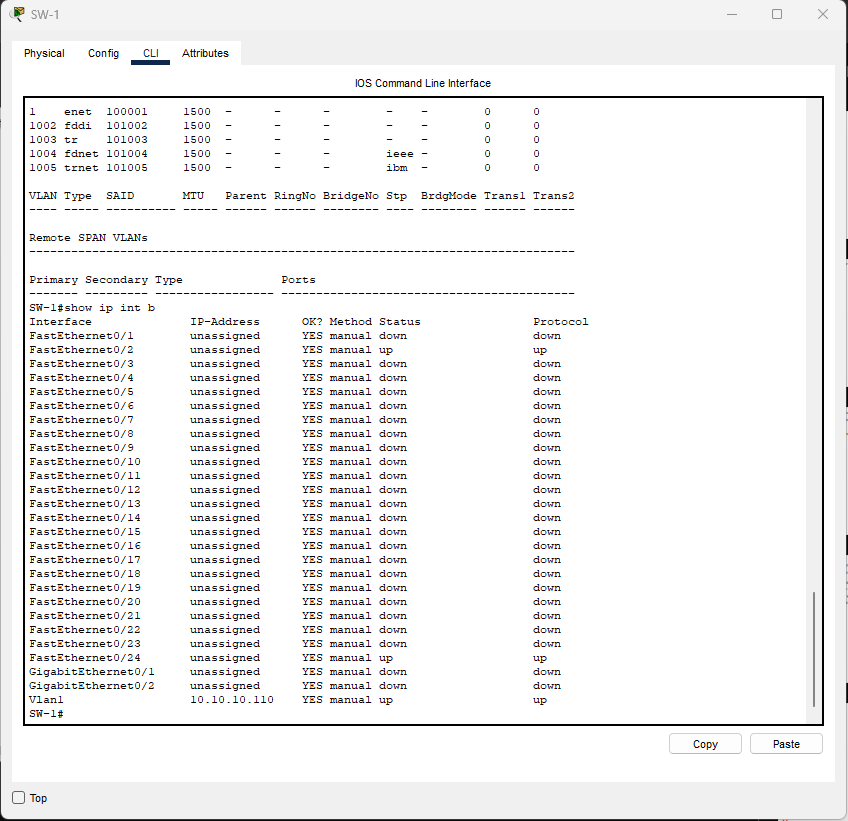 SW-1
Physical Config CLI Attributes
IOS Command Line Interface
1    enet  100001     1500  -      -      -        -    -        0      0
1002 fddi  101002     1500  -      -      -        -    -        0      0
1003 tr    101003     1500  -      -      -        -    -        0      0
1004 fdnet 101004     1500  -      -      -        ieee -        0      0
1005 trnet 101005     1500  -      -      -        ibm  -        0      0
VLAN Type  SAID       MTU   Parent RingNo BridgeNo Stp  BrdgMode Trans1 Trans2
---- ----- ---------- ----- ------ ------ -------- ---- -------- ------ ------
Remote SPAN VLANs
------------------------------------------------------------------------------
Primary Secondary Type              Ports
------- --------- ----------------- ------------------------------------------
SW-1#show ip int b
Interface              IP-Address      OK? Method Status                Protocol
FastEthernet0/1        unassigned      YES manual down                  down
FastEthernet0/2        unassigned      YES manual up                    up
FastEthernet0/3        unassigned      YES manual down                  down
FastEthernet0/4        unassigned      YES manual down                  down
FastEthernet0/5        unassigned      YES manual down                  down
FastEthernet0/6        unassigned      YES manual down                  down
FastEthernet0/7        unassigned      YES manual down                  down
FastEthernet0/8        unassigned      YES manual down                  down
FastEthernet0/9        unassigned      YES manual down                  down
FastEthernet0/10       unassigned      YES manual down                  down
FastEthernet0/11       unassigned      YES manual down                  down
FastEthernet0/12       unassigned      YES manual down                  down
FastEthernet0/13       unassigned      YES manual down                  down
FastEthernet0/14       unassigned      YES manual down                  down
FastEthernet0/15       unassigned      YES manual down                  down
FastEthernet0/16       unassigned      YES manual down                  down
FastEthernet0/17       unassigned      YES manual down                  down
FastEthernet0/18       unassigned      YES manual down                  down
FastEthernet0/19       unassigned      YES manual down                  down
FastEthernet0/20       unassigned      YES manual down                  down
FastEthernet0/21       unassigned      YES manual down                  down
FastEthernet0/22       unassigned      YES manual down                  down
FastEthernet0/23       unassigned      YES manual down                  down
FastEthernet0/24       unassigned      YES manual up                    up
GigabitEthernet0/1     unassigned      YES manual down                  down
GigabitEthernet0/2     unassigned      YES manual down                  down
Vlan1                  10.10.10.110    YES manual up                    up
SW-1#
Copy Paste
Top